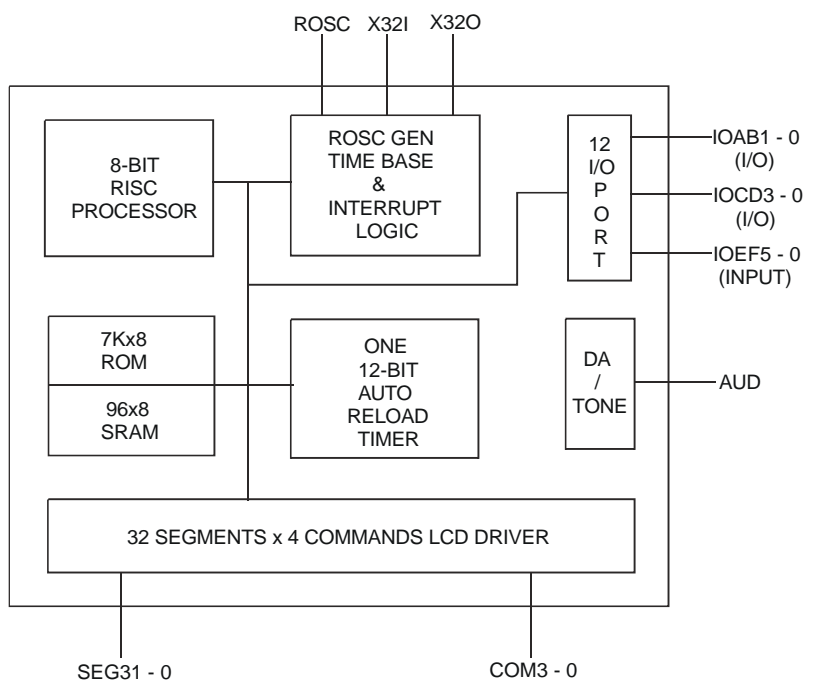 ROSC X32I X32O
8-BIT
RISC
PROCESSOR
ROSC GEN
TIME BASE
&
INTERRUPT
LOGIC
12
I/O
P
O
R
T
IOAB1 - 0
(I/O)
IOCD3 - 0
(I/O)
IOEF5 - 0
(INPUT)
7Kx8
ROM
96x8
SRAM
ONE
12-BIT
AUTO
RELOAD
TIMER
DA
/
TONE
AUD
32 SEGMENTS x 4 COMMANDS LCD DRIVER
SEG31 - 0
COM3 - 0